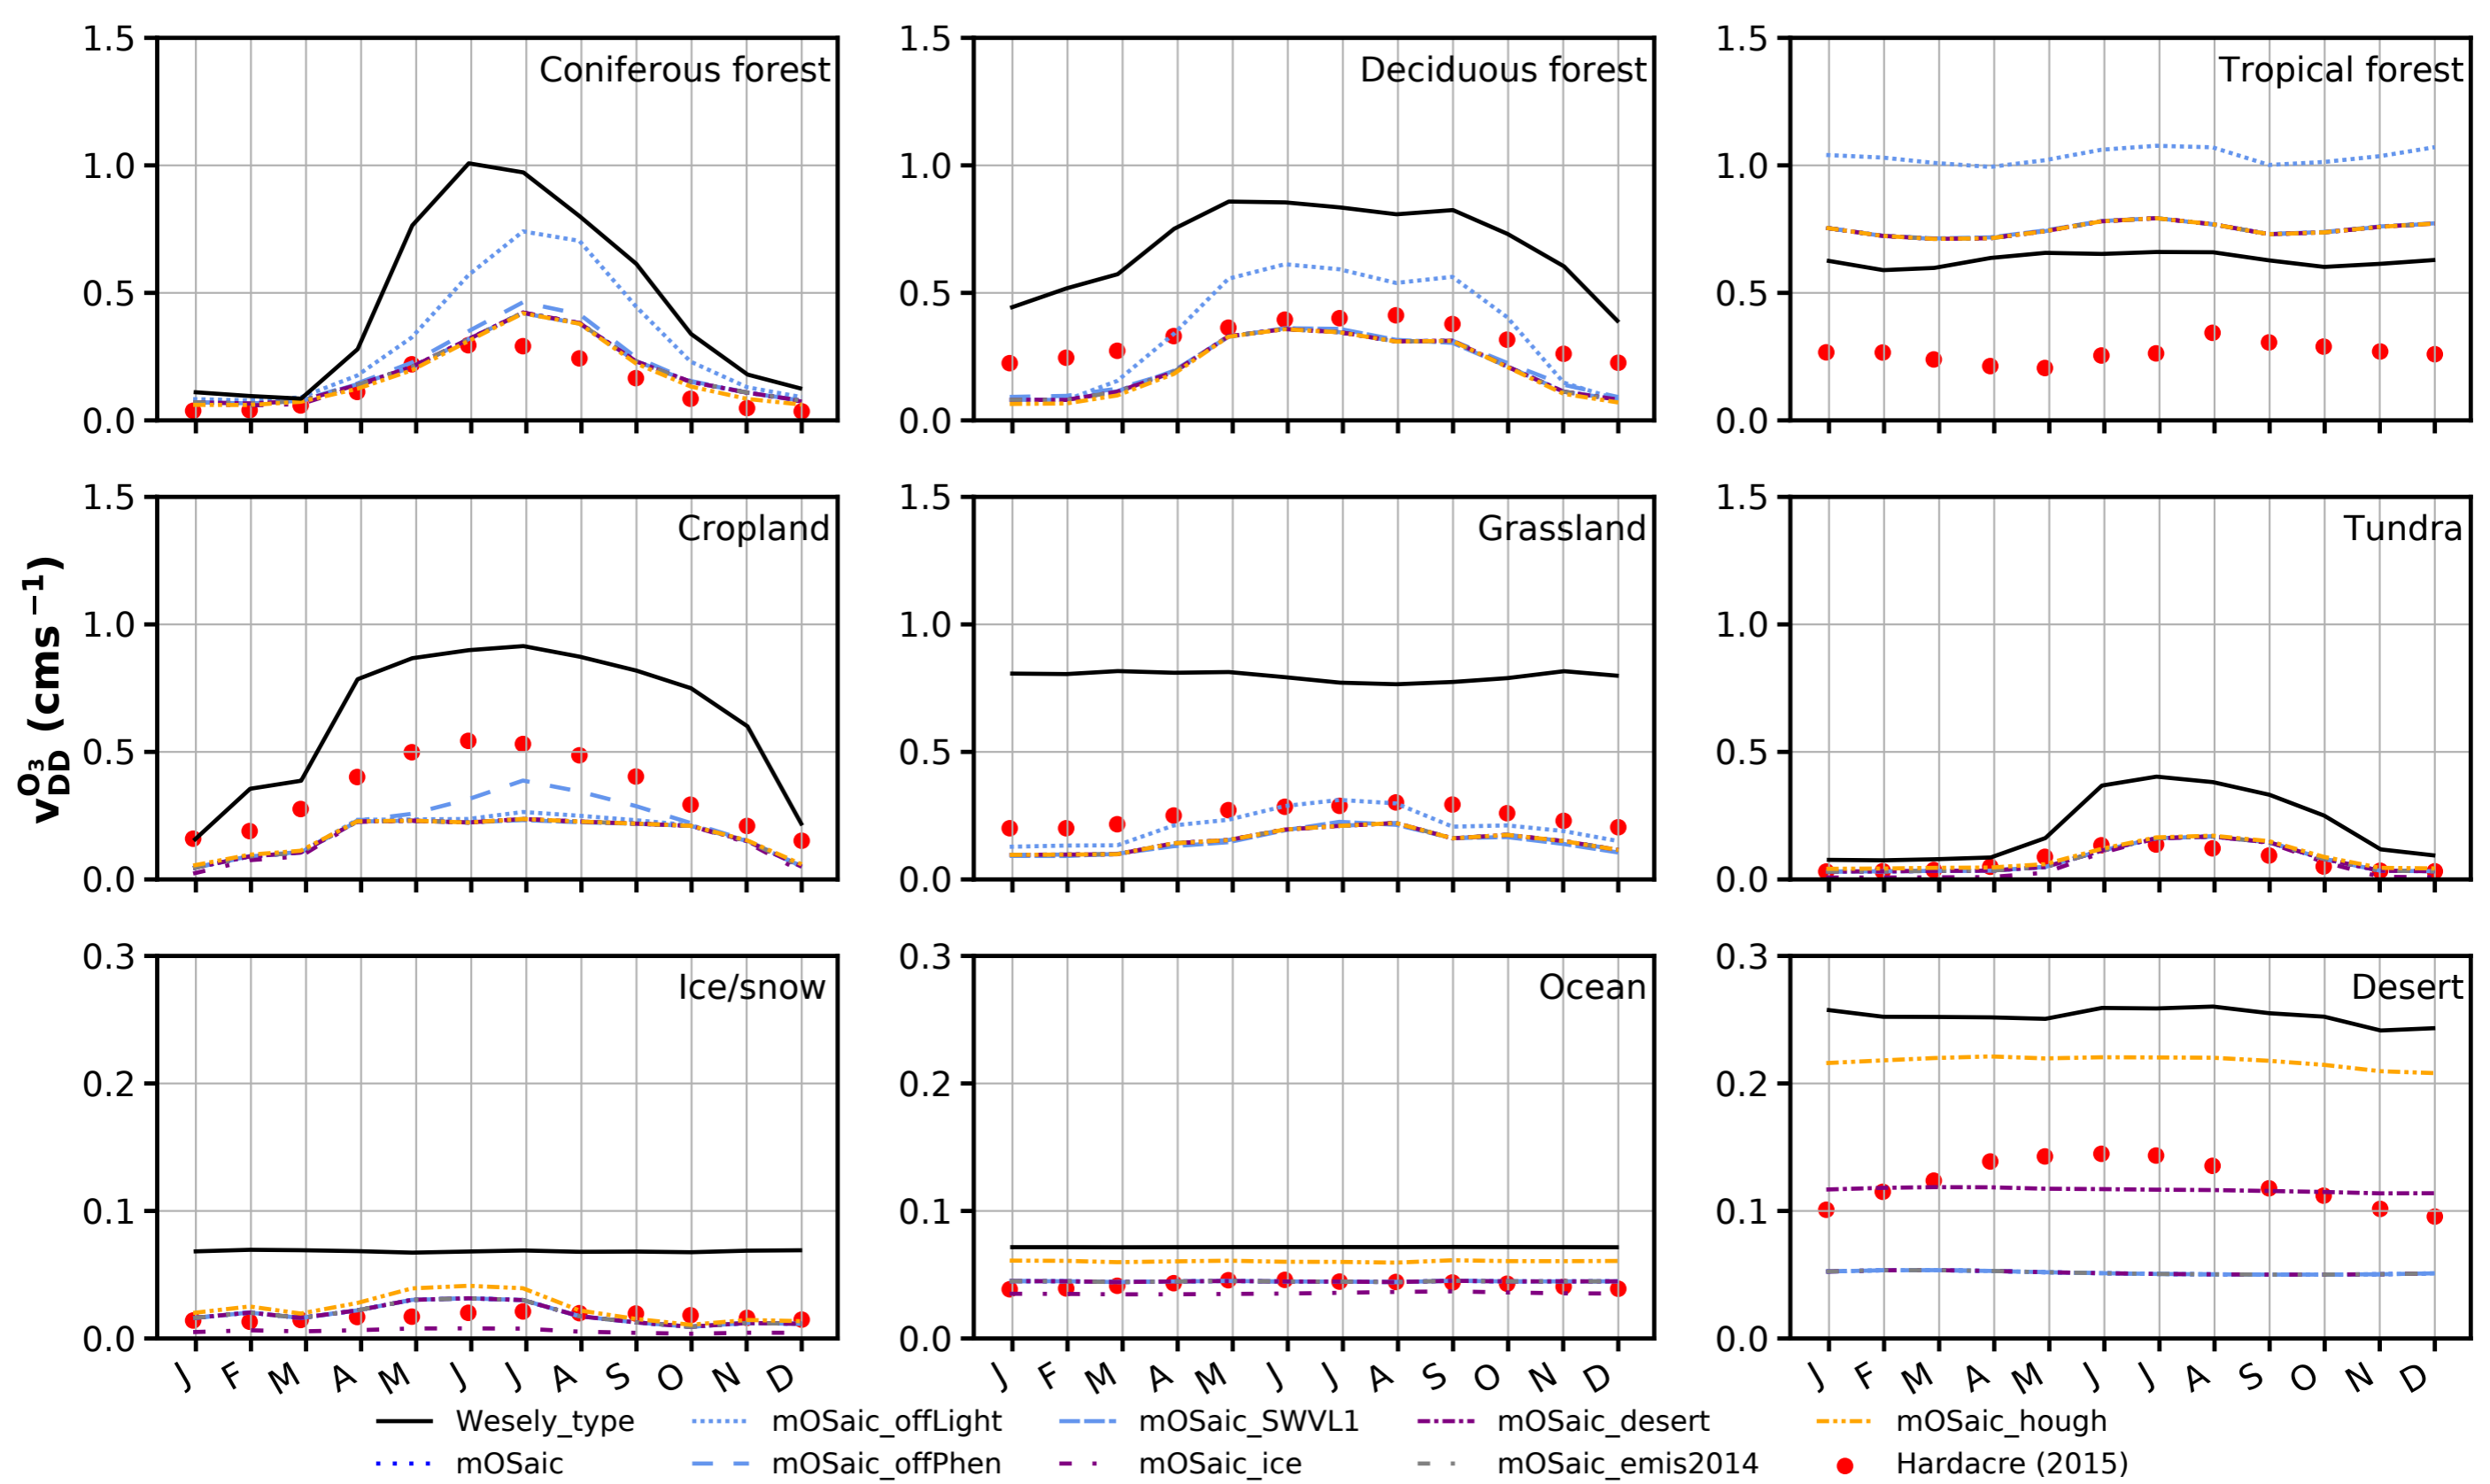 Coniferous forest
1.5
1.0
0.5
0.0
Deciduous forest
1.5
1.0
0.5
0.0
Tropical forest
1.5
1.0
0.5
0.0
v_DD^O3 (cms⁻¹)
Cropland
1.5
1.0
0.5
0.0
Grassland
1.5
1.0
0.5
0.0
Tundra
1.5
1.0
0.5
0.0
Ice/snow
0.3
0.2
0.1
0.0
Ocean
0.3
0.2
0.1
0.0
Desert
0.3
0.2
0.1
0.0
J F M A M J J A S O N D
J F M A M J J A S O N D
J F M A M J J A S O N D
Wesely_type mOSaic_offLight mOSaic_SWVL1 mOSaic_desert mOSaic_hough
mOSaic mOSaic_offPhen mOSaic_ice mOSaic_emis2014 Hardacre (2015)